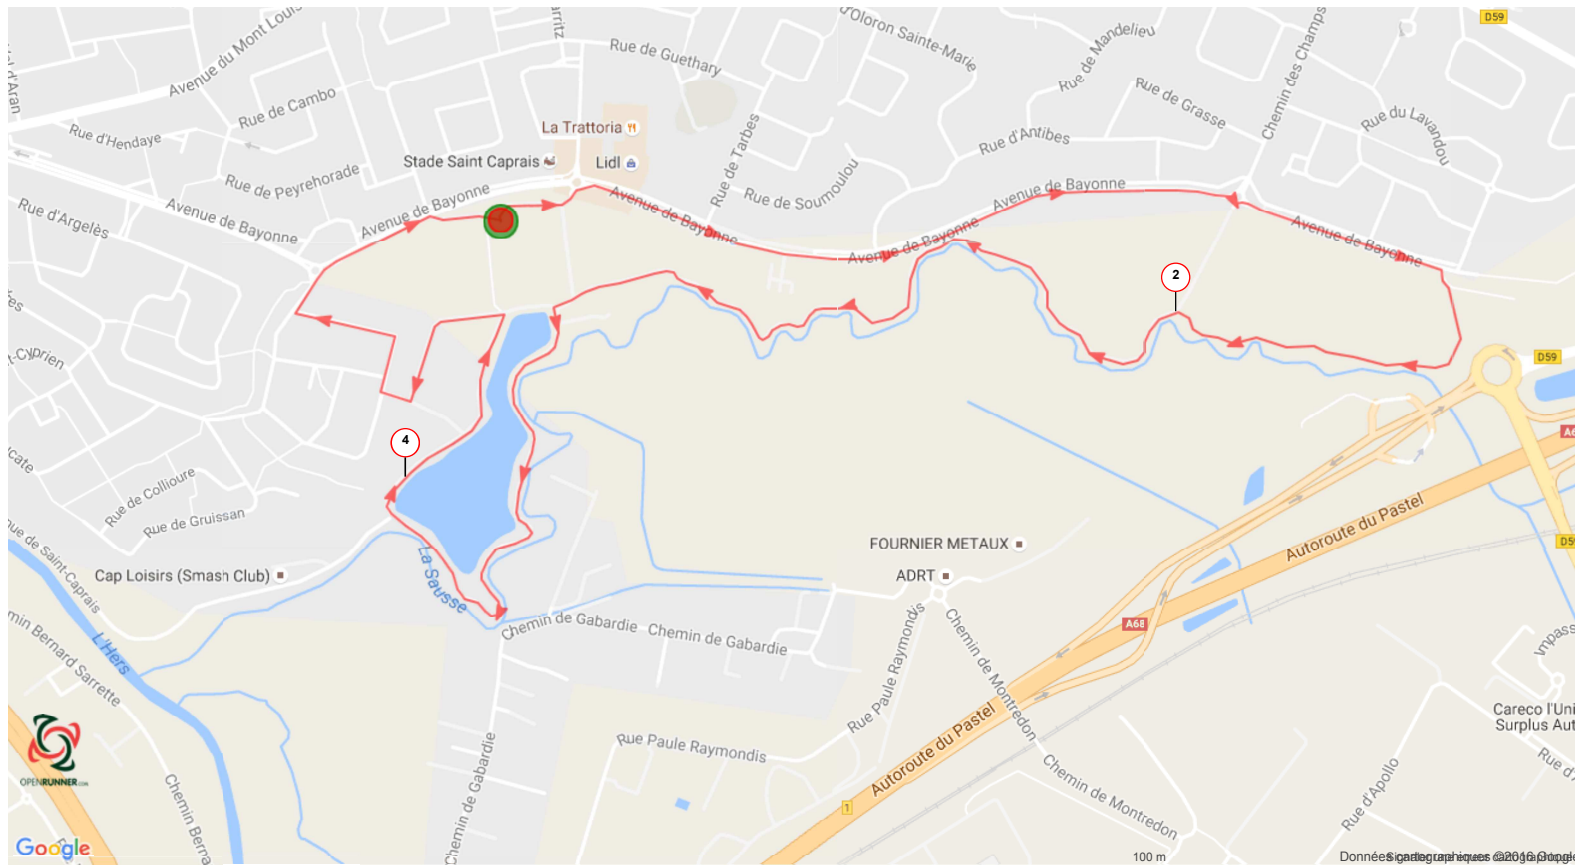 D59
Avenue du Mont Louis
Rue de Guethary
Oloron Sainte-Marie
Rue de Mandelieu
Chemin des Champs
Rue de Cambo
Rue d'Hendaye
La Trattoria
Rue de Tarbes
Rue d'Antibes
Rue de Grasse
Rue du Lavandou
Stade Saint Caprais
Lidl
Rue de Peyrehorade
Avenue de Bayonne
Avenue de Bayonne
Rue de Soumoulou
Avenue de Bayonne
Rue d'Argelès
Avenue de Bayonne
Avenue de Bayonne
Avenue de Bayonne
2
D59
4
Rue de Collioure
Rue de Gruissan
Autoroute du Pastel
FOURNIER METAUX
ADRT
Cap Loisirs (Smash Club)
La Sausse
Chemin de Gabardie
Chemin de Gabardie
A68
L'Hers
Rue Paule Raymondis
Chemin de Montredon
Autoroute du Pastel
Careco l'Uni
Surplus Aut
Rue Paule Raymondis
Chemin de Gabardie
Chemin de Montredon
Rue d'Apollo
OPENRUNNER.COM
1
Google
100 m